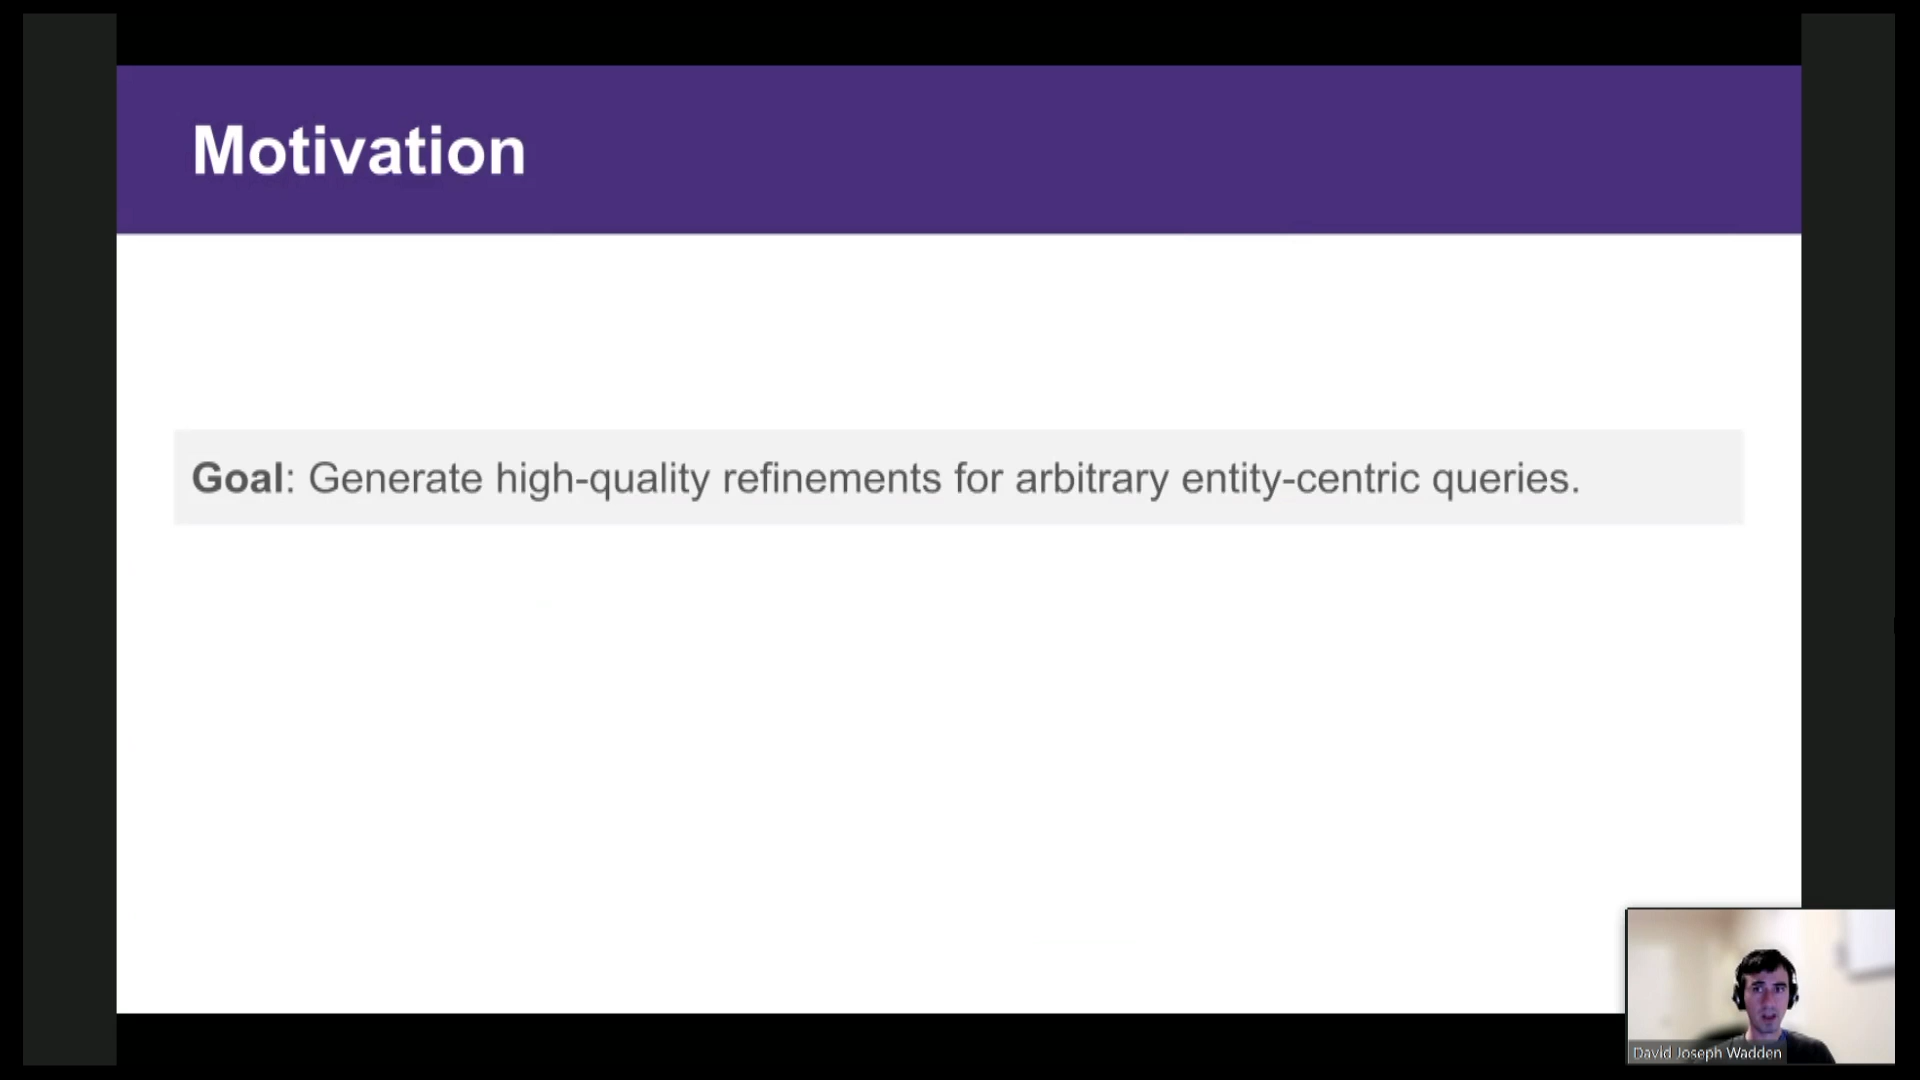 Motivation
Goal: Generate high-quality refinements for arbitrary entity-centric queries.
David Joseph Wadden